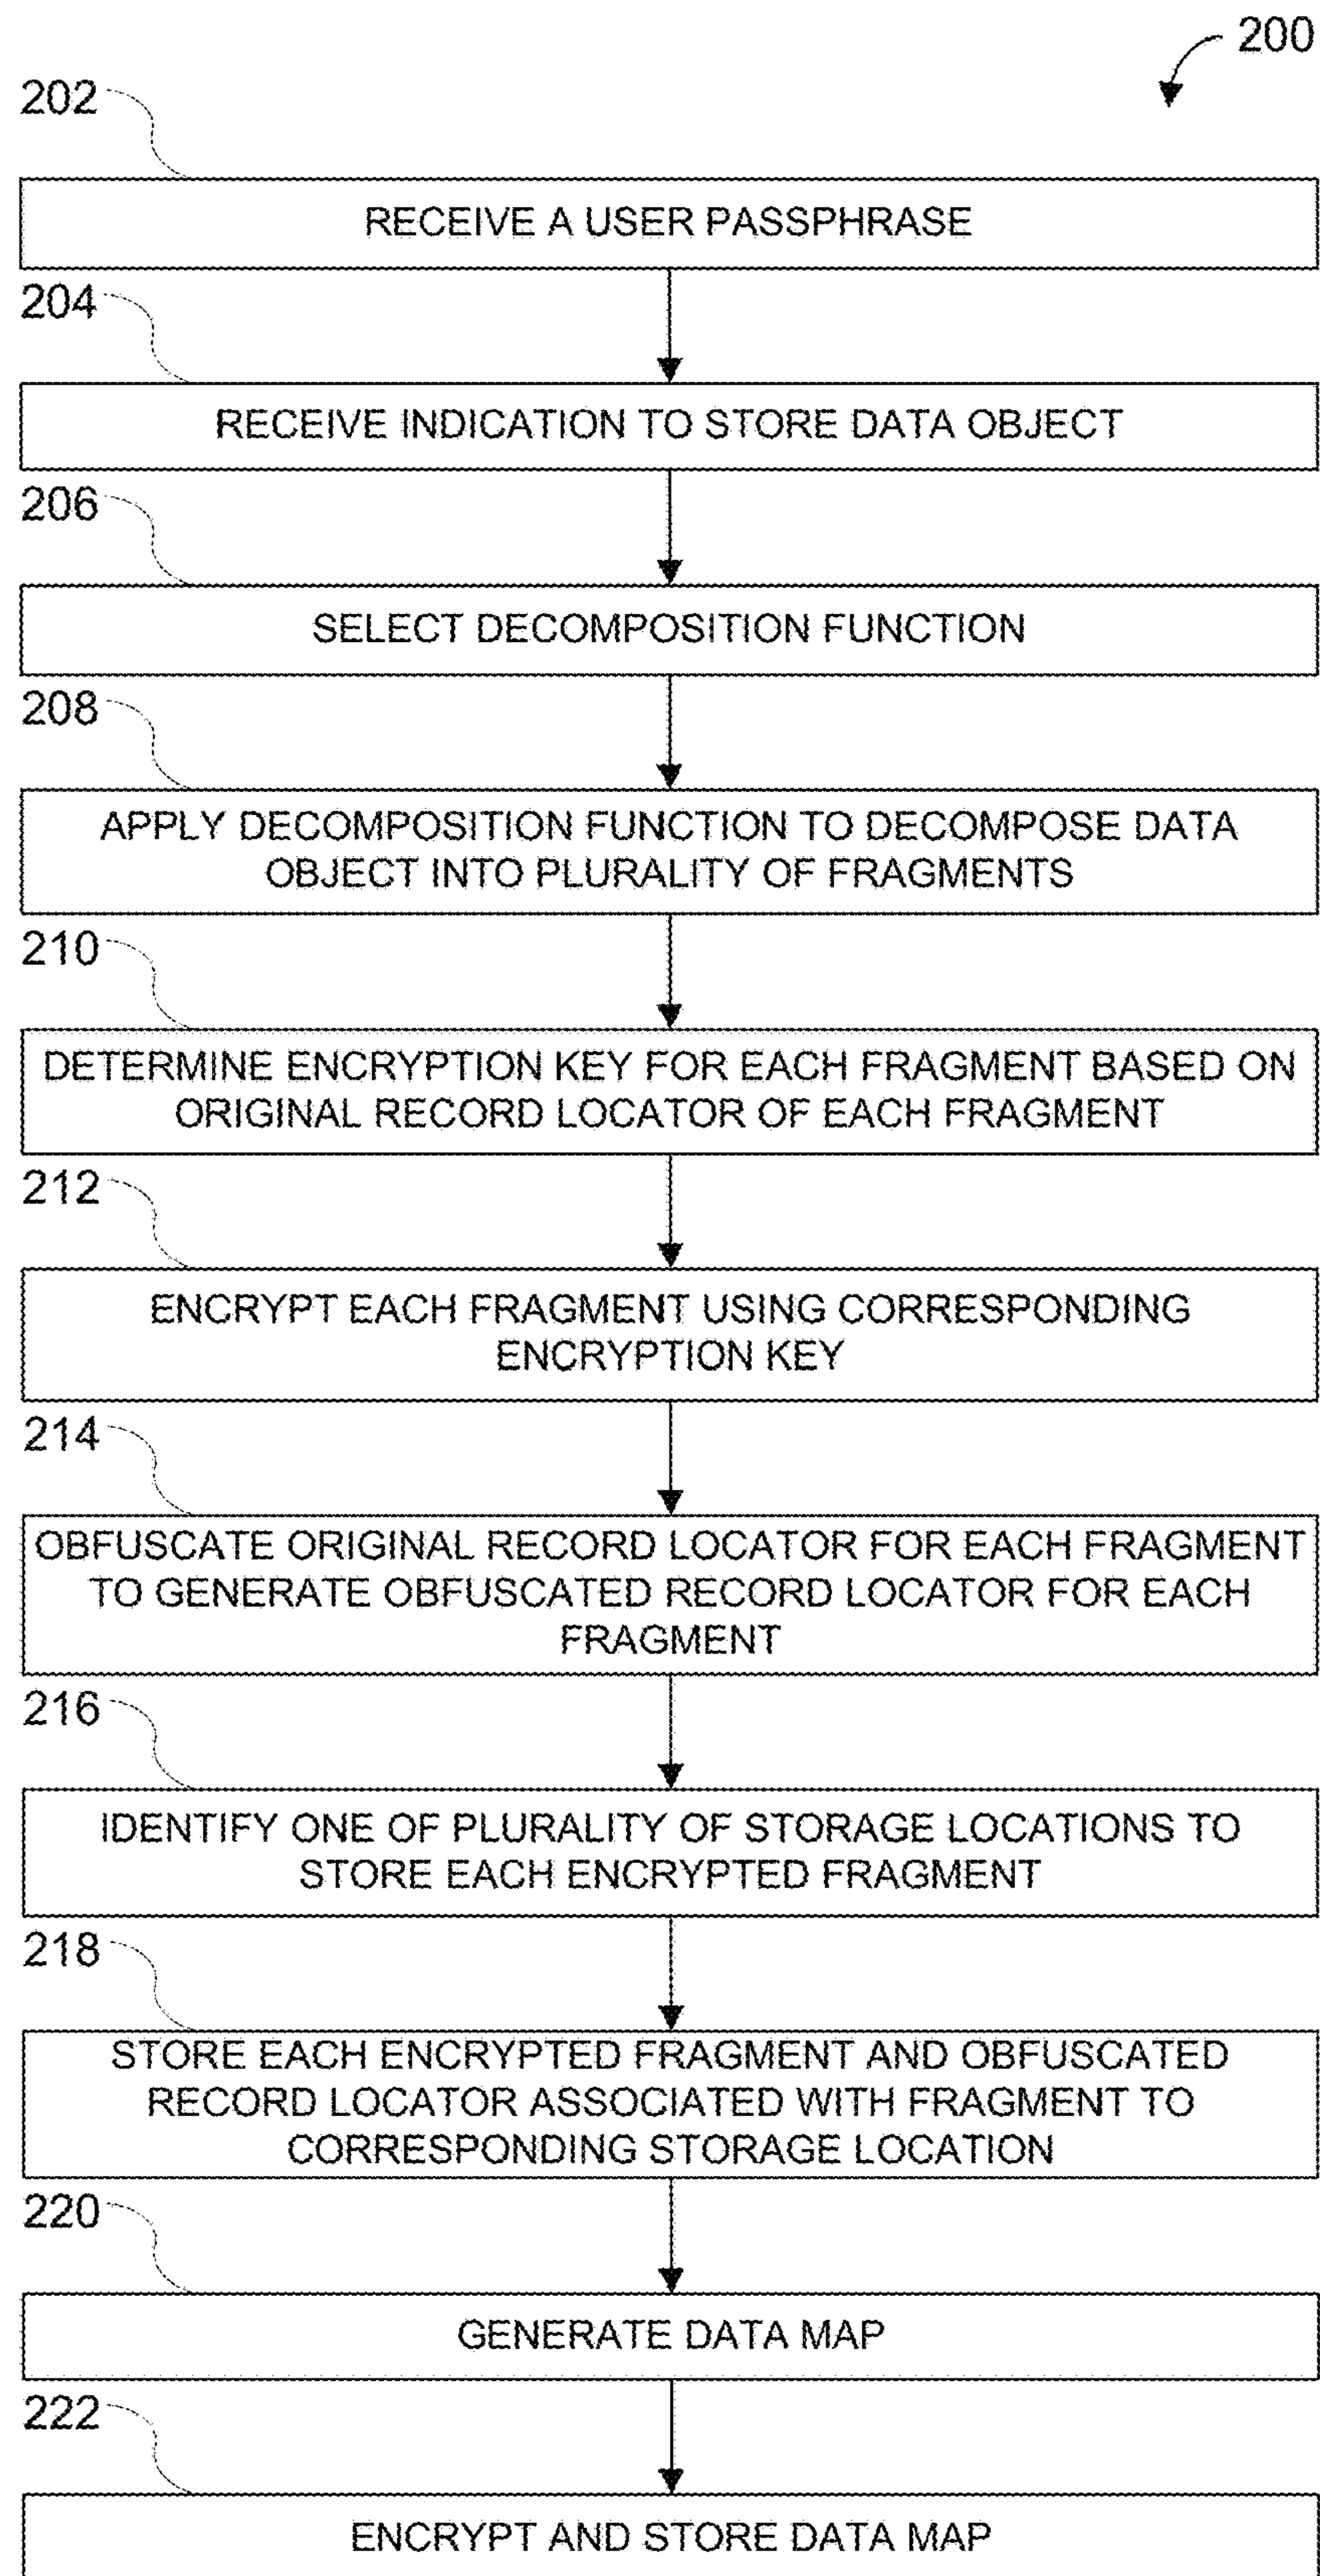 200
202
RECEIVE A USER PASSPHRASE
204
RECEIVE INDICATION TO STORE DATA OBJECT
206
SELECT DECOMPOSITION FUNCTION
208
APPLY DECOMPOSITION FUNCTION TO DECOMPOSE DATA
OBJECT INTO PLURALITY OF FRAGMENTS
210
DETERMINE ENCRYPTION KEY FOR EACH FRAGMENT BASED ON
ORIGINAL RECORD LOCATOR OF EACH FRAGMENT
212
ENCRYPT EACH FRAGMENT USING CORRESPONDING
ENCRYPTION KEY
214
OBFUSCATE ORIGINAL RECORD LOCATOR FOR EACH FRAGMENT
TO GENERATE OBFUSCATED RECORD LOCATOR FOR EACH
FRAGMENT
216
IDENTIFY ONE OF PLURALITY OF STORAGE LOCATIONS TO
STORE EACH ENCRYPTED FRAGMENT
218
STORE EACH ENCRYPTED FRAGMENT AND OBFUSCATED
RECORD LOCATOR ASSOCIATED WITH FRAGMENT TO
CORRESPONDING STORAGE LOCATION
220
GENERATE DATA MAP
222
ENCRYPT AND STORE DATA MAP